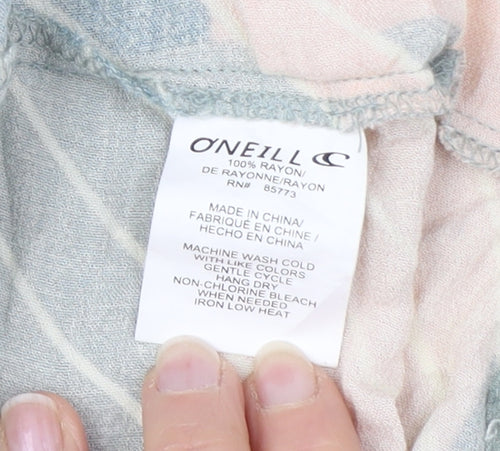 O'NEILL
100% RAYON/
DE RAYONNE/RAYON
RN# 85773
MADE IN CHINA/
FABRIQUÉ EN CHINE /
HECHO EN CHINA
MACHINE WASH COLD
WITH LIKE COLORS
GENTLE CYCLE
HANG DRY
NON-CHLORINE BLEACH
WHEN NEEDED
IRON LOW HEAT